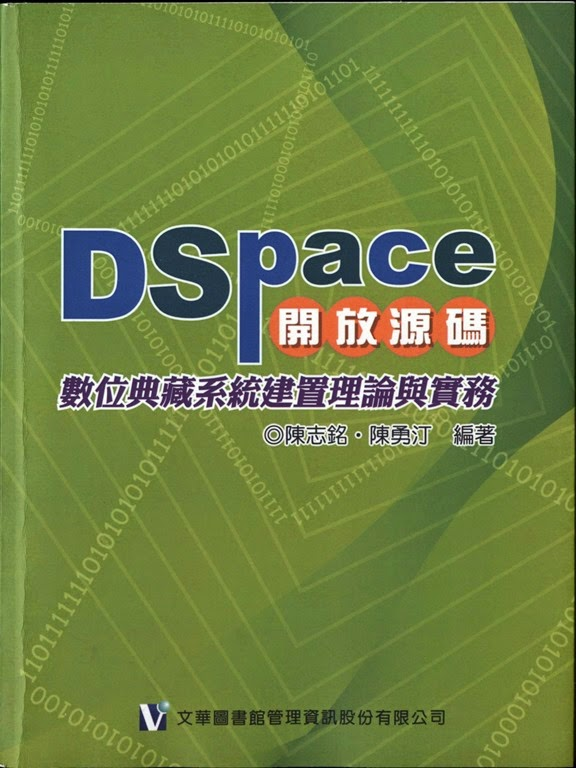 DSpace
開放源碼
數位典藏系統建置理論與實務
◎陳志銘・陳勇汀 編著
文華圖書館管理資訊股份有限公司